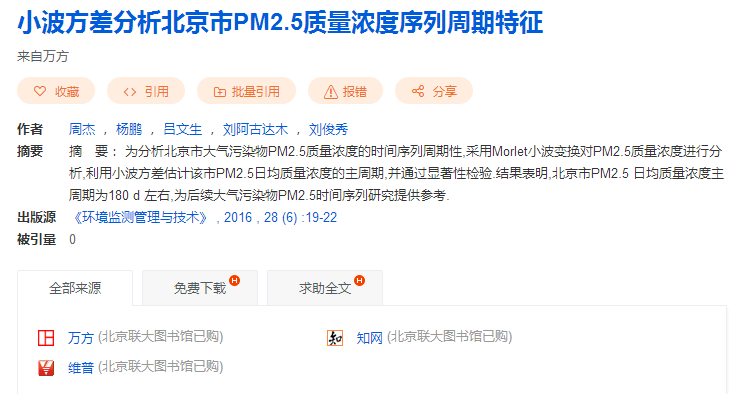 小波方差分析北京市PM2.5质量浓度序列周期特征
来自万方
收藏 引用 批量引用 报错 分享
作者 周杰 ， 杨鹏 ， 吕文生 ， 刘阿古达木 ， 刘俊秀
摘要 摘 要： 为分析北京市大气污染物PM2.5质量浓度的时间序列周期性,采用Morlet小波变换对PM2.5质量浓度进行分
析,利用小波方差估计该市PM2.5日均质量浓度的主周期,并通过显著性检验.结果表明,北京市PM2.5 日均质量浓度主
周期为180 d 左右,为后续大气污染物PM2.5时间序列研究提供参考.
出版源 《环境监测管理与技术》 , 2016 , 28 (6) :19-22
被引量 0
全部来源 免费下载 H 求助全文 H
万方 (北京联大图书馆已购) 知 知网 (北京联大图书馆已购)
维普 (北京联大图书馆已购)